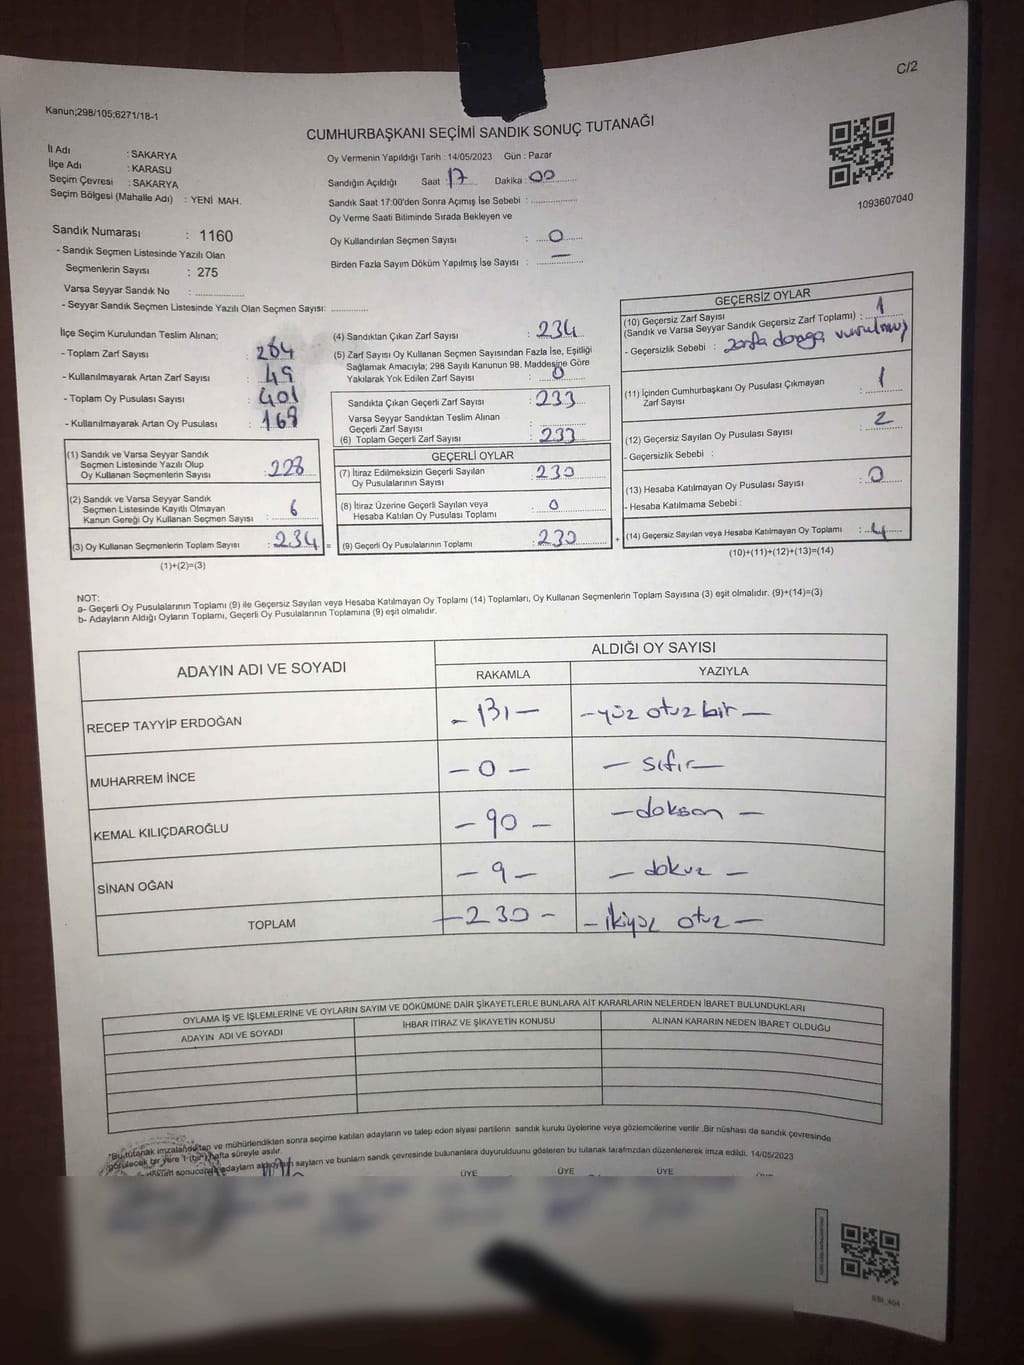 C/2
Kanun;298/105;6271/18-1
CUMHURBAŞKANI SEÇİMİ SANDIK SONUÇ TUTANAĞI
İl Adı : SAKARYA
İlçe Adı : KARASU
Seçim Çevresi : SAKARYA
Seçim Bölgesi (Mahalle Adı) : YENİ MAH.
Sandık Numarası : 1160
- Sandık Seçmen Listesinde Yazılı Olan
Seçmenlerin Sayısı : 275
Varsa Seyyar Sandık No : ..............
- Seyyar Sandık Seçmen Listesinde Yazılı Olan Seçmen Sayısı: ............
Oy Vermenin Yapıldığı Tarih : 14/05/2023 Gün : Pazar
Sandığın Açıldığı Saat : 17 Dakika : 00
Sandık Saat 17:00'den Sonra Açımış İse Sebebi : ..............
Oy Verme Saati Bitiminde Sırada Bekleyen ve
Oy Kullandırılan Seçmen Sayısı : 0
Birden Fazla Sayım Döküm Yapılmış İse Sayısı : —
1093607040
İlçe Seçim Kurulundan Teslim Alınan;
- Toplam Zarf Sayısı : 284
- Kullanılmayarak Artan Zarf Sayısı : 49
- Toplam Oy Pusulası Sayısı : 401
- Kullanılmayarak Artan Oy Pusulası : 168
(1) Sandık ve Varsa Seyyar Sandık
Seçmen Listesinde Yazılı Olup
Oy Kullanan Seçmenlerin Sayısı : 228
(2) Sandık ve Varsa Seyyar Sandık
Seçmen Listesinde Kayıtlı Olmayan
Kanun Gereği Oy Kullanan Seçmen Sayısı : 6
(3) Oy Kullanan Seçmenlerin Toplam Sayısı : 234 =
(1)+(2)=(3)
(4) Sandıktan Çıkan Zarf Sayısı : 234
(5) Zarf Sayısı Oy Kullanan Seçmen Sayısından Fazla İse, Eşitliği
Sağlamak Amacıyla; 298 Sayılı Kanunun 98. Maddesine Göre
Yakılarak Yok Edilen Zarf Sayısı : 0
Sandıkta Çıkan Geçerli Zarf Sayısı : 233
Varsa Seyyar Sandıktan Teslim Alınan
Geçerli Zarf Sayısı : ............
(6) Toplam Geçerli Zarf Sayısı : 233
GEÇERLİ OYLAR
(7) İtiraz Edilmeksizin Geçerli Sayılan
Oy Pusulalarının Sayısı : 230
(8) İtiraz Üzerine Geçerli Sayılan veya
Hesaba Katılan Oy Pusulası Toplamı : 0
(9) Geçerli Oy Pusulalarının Toplamı : 230 +
GEÇERSİZ OYLAR
(10) Geçersiz Zarf Sayısı
(Sandık ve Varsa Seyyar Sandık Geçersiz Zarf Toplamı) : 1
- Geçersizlik Sebebi : zarfa damga vurulmuş
(11) İçinden Cumhurbaşkanı Oy Pusulası Çıkmayan
Zarf Sayısı : 1
(12) Geçersiz Sayılan Oy Pusulası Sayısı : 2
- Geçersizlik Sebebi :
(13) Hesaba Katılmayan Oy Pusulası Sayısı : 0
- Hesaba Katılmama Sebebi :
(14) Geçersiz Sayılan veya Hesaba Katılmayan Oy Toplamı : 4
(10)+(11)+(12)+(13)=(14)
NOT:
a- Geçerli Oy Pusulalarının Toplamı (9) ile Geçersiz Sayılan veya Hesaba Katılmayan Oy Toplamı (14) Toplamları, Oy Kullanan Seçmenlerin Toplam Sayısına (3) eşit olmalıdır. (9)+(14)=(3)
b- Adayların Aldığı Oyların Toplamı, Geçerli Oy Pusulalarının Toplamına (9) eşit olmalıdır.
ADAYIN ADI VE SOYADI ALDIĞI OY SAYISI
RAKAMLA YAZIYLA
RECEP TAYYİP ERDOĞAN - 131 - - yüz otuz bir -
MUHARREM İNCE - 0 - - sıfır -
KEMAL KILIÇDAROĞLU - 90 - - doksan -
SİNAN OĞAN - 9 - - dokuz -
TOPLAM - 230 - - ikiyüz otuz -
OYLAMA İŞ VE İŞLEMLERİNE VE OYLARIN SAYIM VE DÖKÜMÜNE DAİR ŞİKAYETLERLE BUNLARA AİT KARARLARIN NELERDEN İBARET BULUNDUKLARI
ADAYIN ADI VE SOYADI İHBAR İTİRAZ VE ŞİKAYETİN KONUSU ALINAN KARARIN NEDEN İBARET OLDUĞU
*Bu tutanak imzalandıktan ve mühürlendikten sonra seçime katılan adayların ve talep eden siyasi partilerin sandık kurulu üyelerine veya gözlemcilerine verilir .Bir nüshası da sandık çevresinde
görülecek bir yere 1 (bir) hafta süreyle asılır.
sonucunda adayların aldığı oyların sayıları ve bunların sandık çevresinde bulunanlara duyurulduğunu gösteren bu tutanak tarafımızdan düzenlenerek imza edildi. 14/05/2023
ÜYE ÜYE ÜYE